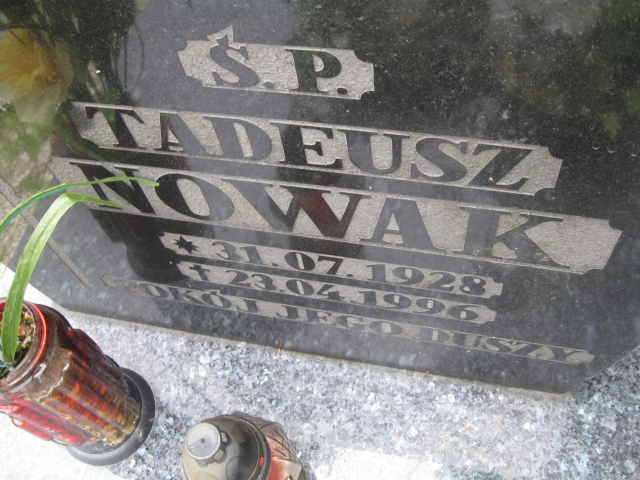 Ś.P.
TADEUSZ
NOWAK
* 31.07.1928
† 23.04.1996
POKÓJ JEGO DUSZY